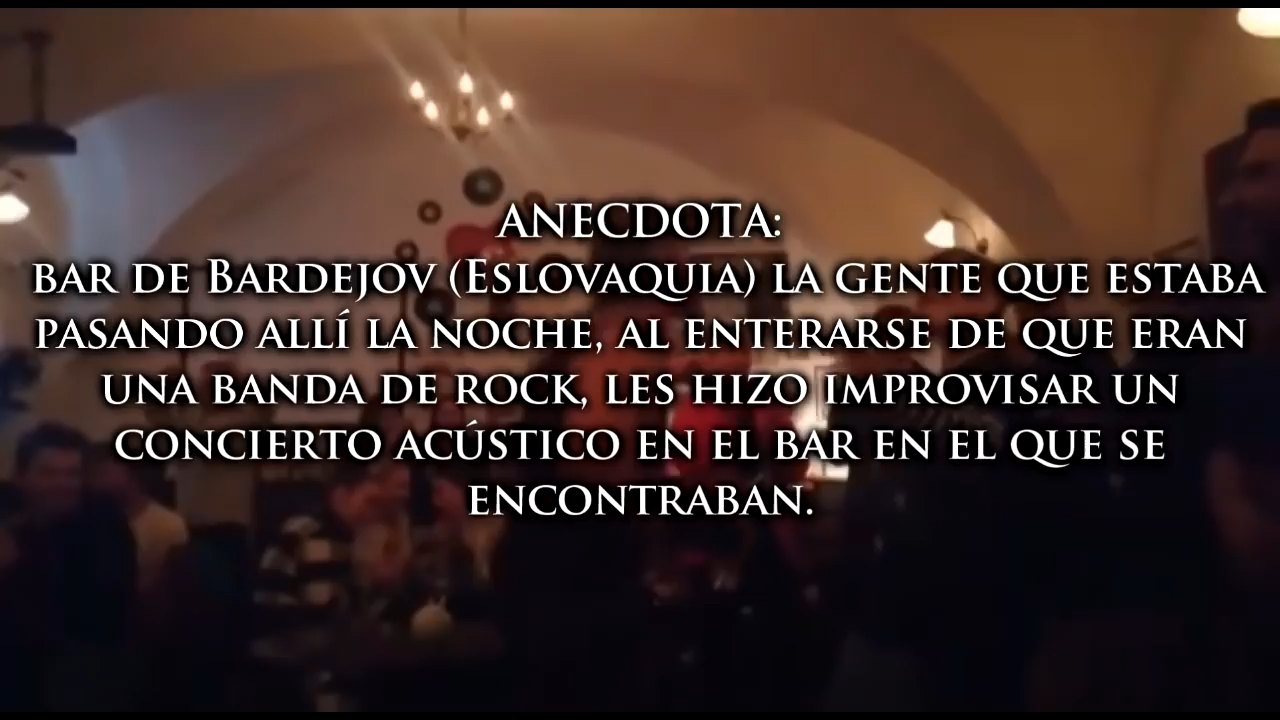 ANECDOTA:
BAR DE BARDEJOV (ESLOVAQUIA) LA GENTE QUE ESTABA
PASANDO ALLÍ LA NOCHE, AL ENTERARSE DE QUE ERAN
UNA BANDA DE ROCK, LES HIZO IMPROVISAR UN
CONCIERTO ACÚSTICO EN EL BAR EN EL QUE SE
ENCONTRABAN.